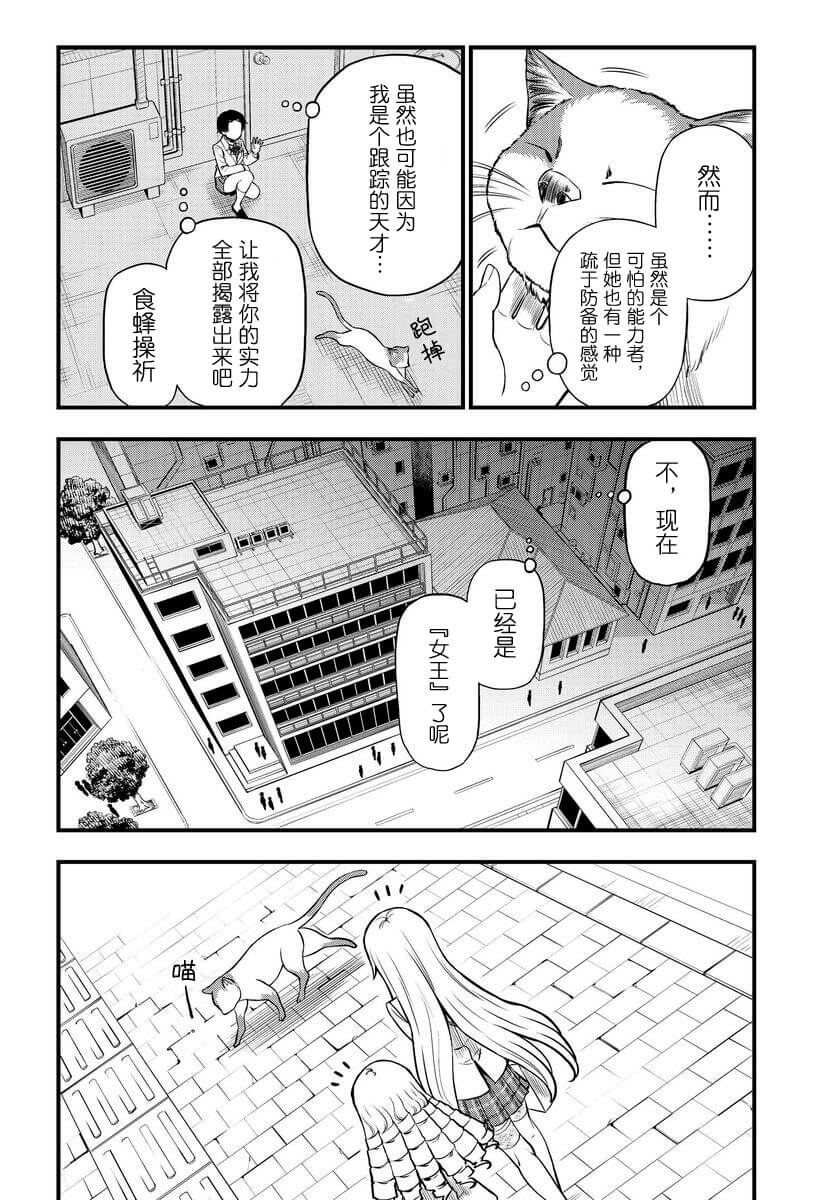 然而……
虽然是个
可怕的能力者，
但她也有一种
疏于防备的感觉
虽然也可能因为
我是个跟踪的天才…
跑掉
让我将你的实力
全部揭露出来吧
食蜂操祈
不，现在
已经是
『女王』了呢
喵—